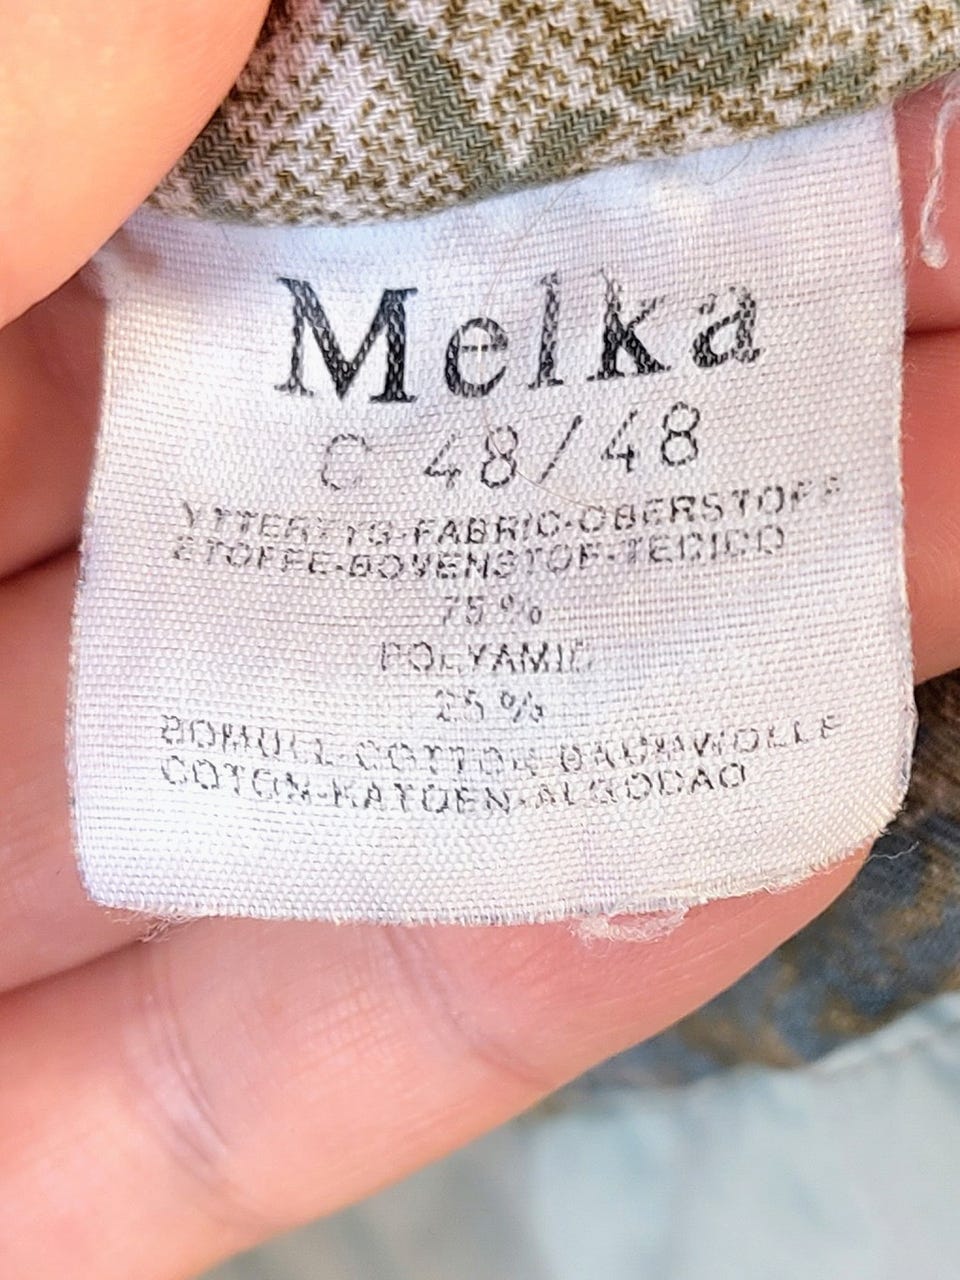 Melka
C 48/48
YTTERTYG-FABRIC-OBERSTOFF
ETOFFE-BOVENSTOF-TECIDO
75 %
POLYAMID
25 %
BOMULL-COTTON-BAUMWOLLE
COTON-KATOEN-ALGODAO